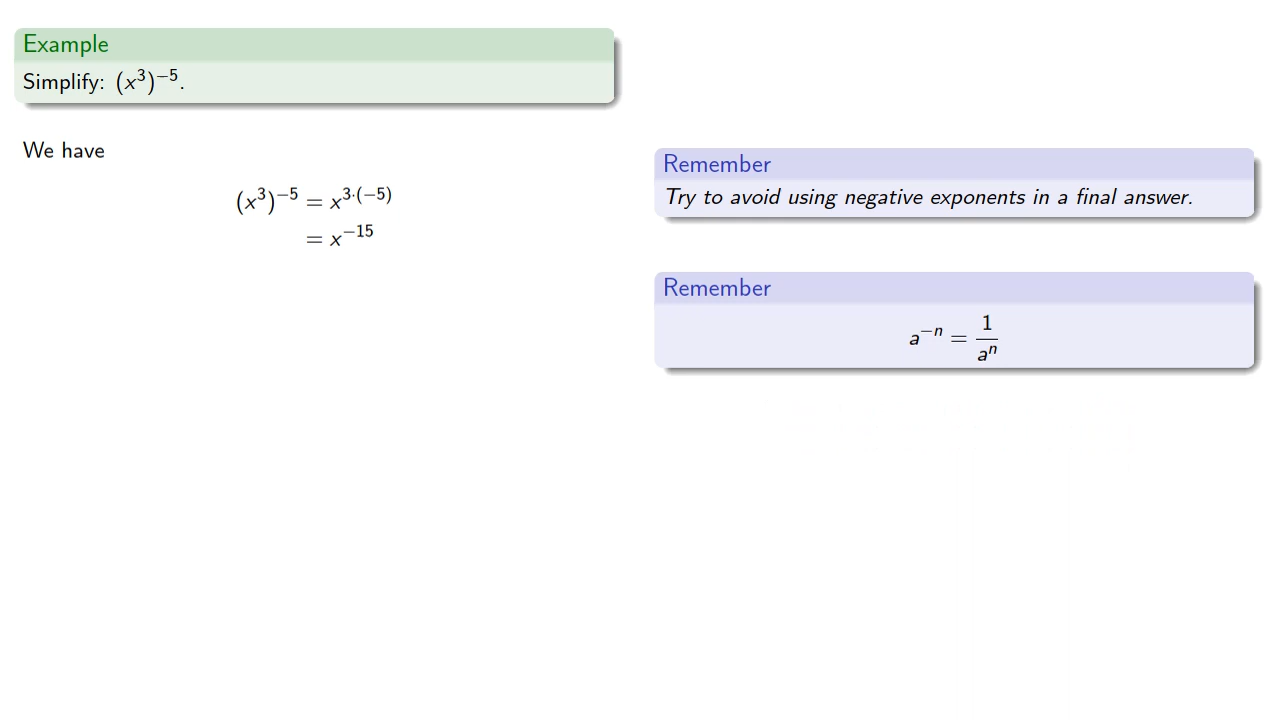 Example
Simplify: (x³)⁻⁵.
We have
(x³)⁻⁵ = x³·⁽⁻⁵⁾
= x⁻¹⁵
Remember
Try to avoid using negative exponents in a final answer.
Remember
a⁻ⁿ = 1/aⁿ